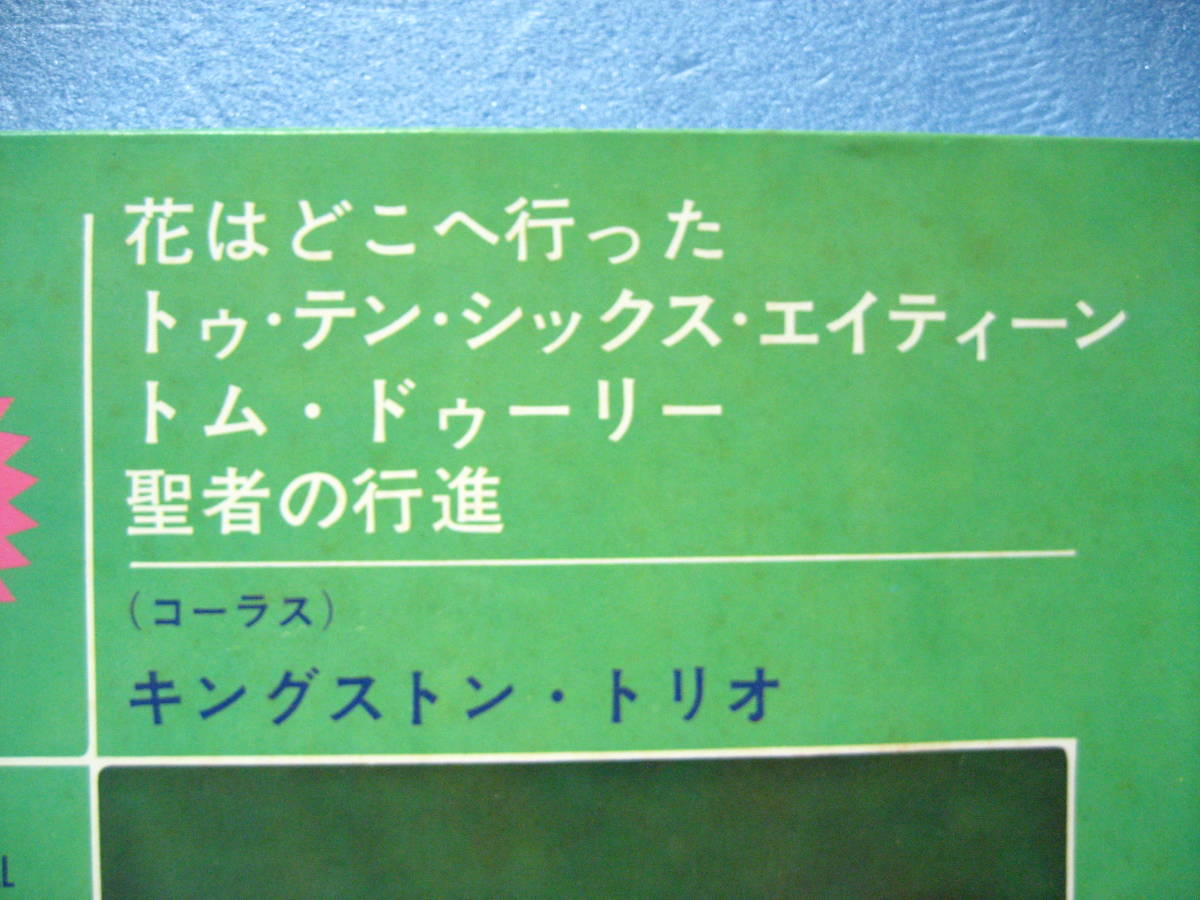 花はどこへ行った
トゥ・テン・シックス・エイティーン
トム・ドゥーリー
聖者の行進
(コーラス)
キングストン・トリオ